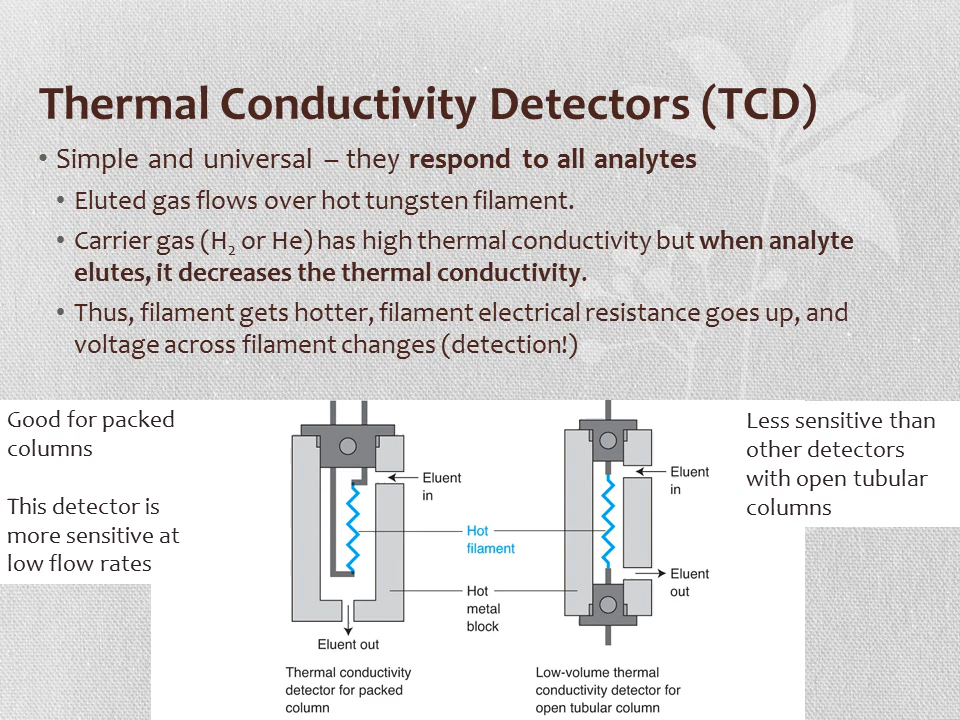 Thermal Conductivity Detectors (TCD)
• Simple and universal – they respond to all analytes
• Eluted gas flows over hot tungsten filament.
• Carrier gas (H₂ or He) has high thermal conductivity but when analyte
elutes, it decreases the thermal conductivity.
• Thus, filament gets hotter, filament electrical resistance goes up, and
voltage across filament changes (detection!)
Good for packed
columns
This detector is
more sensitive at
low flow rates
Eluent
in
Hot
filament
Hot
metal
block
Eluent out
Thermal conductivity
detector for packed
column
Eluent
in
Eluent
out
Low-volume thermal
conductivity detector for
open tubular column
Less sensitive than
other detectors
with open tubular
columns